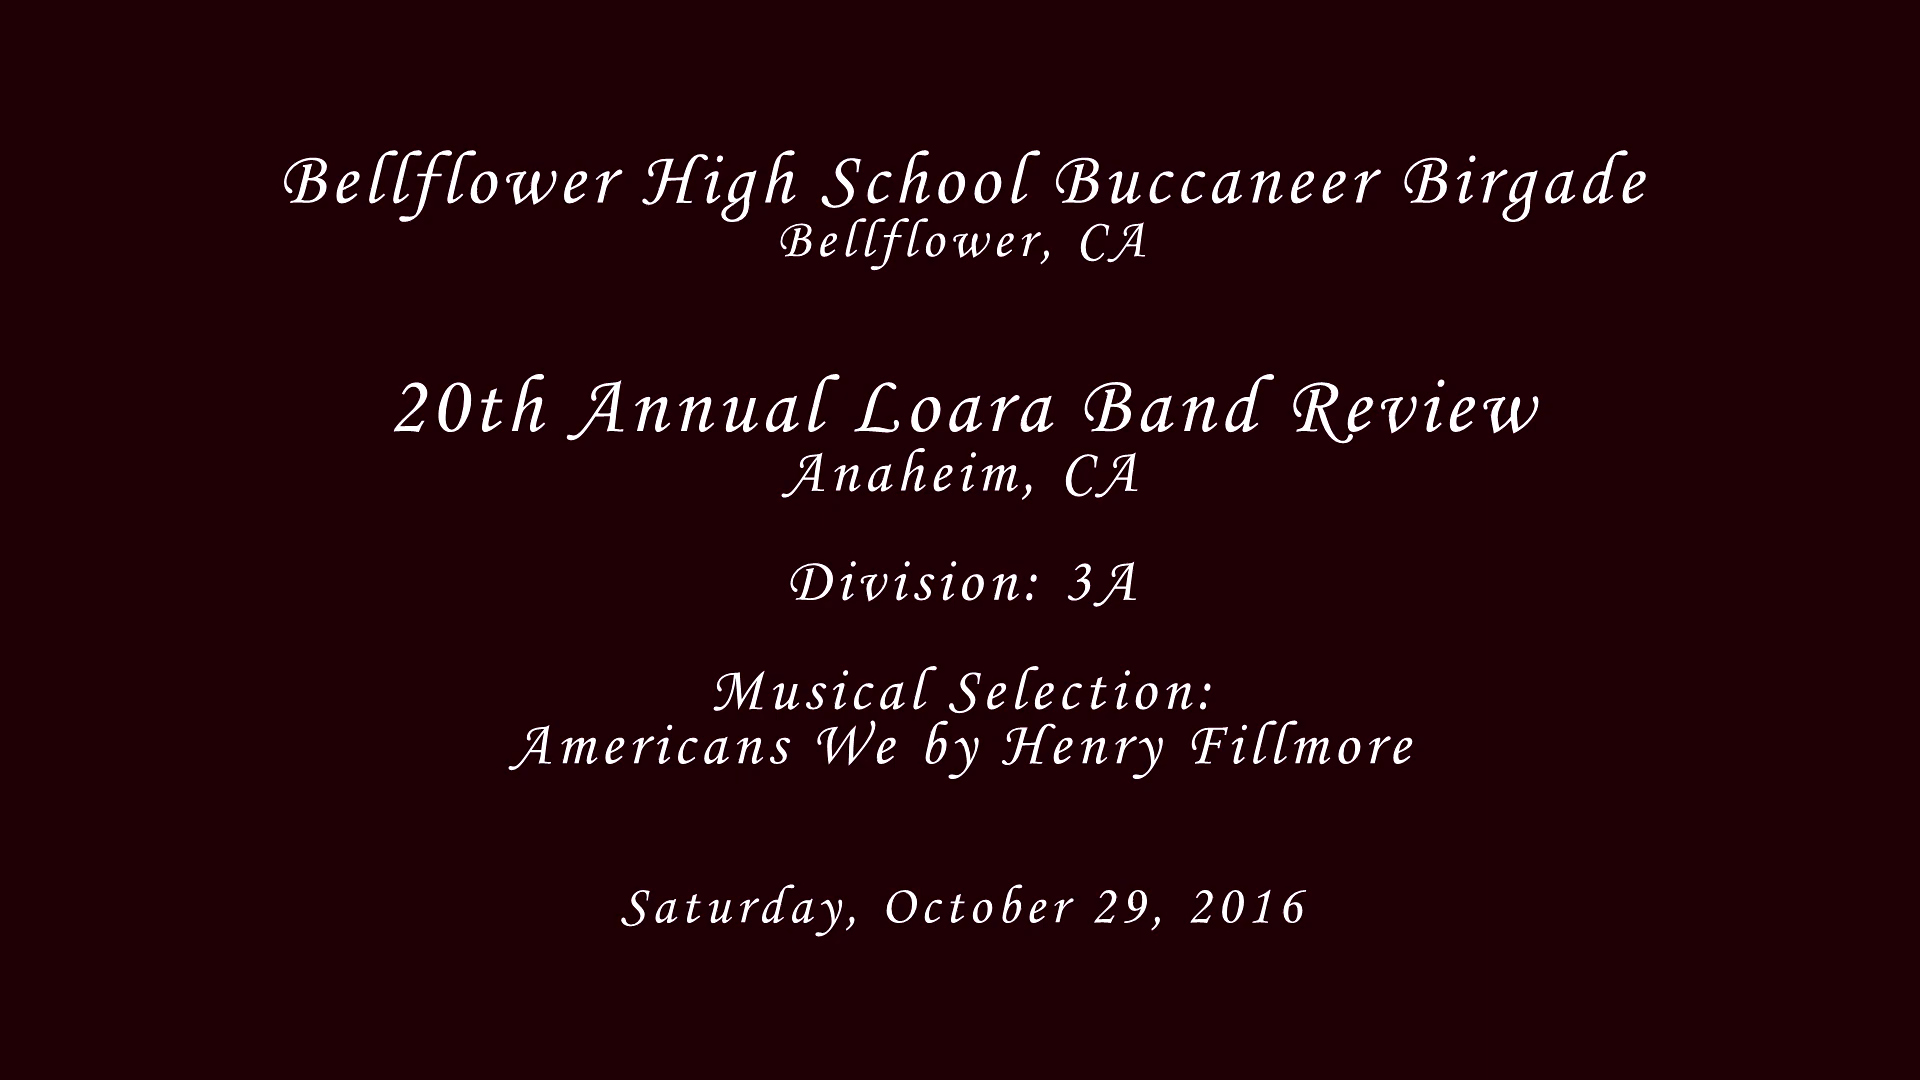 Bellflower High School Buccaneer Birgade
Bellflower, CA
20th Annual Loara Band Review
Anaheim, CA
Division: 3A
Musical Selection:
Americans We by Henry Fillmore
Saturday, October 29, 2016